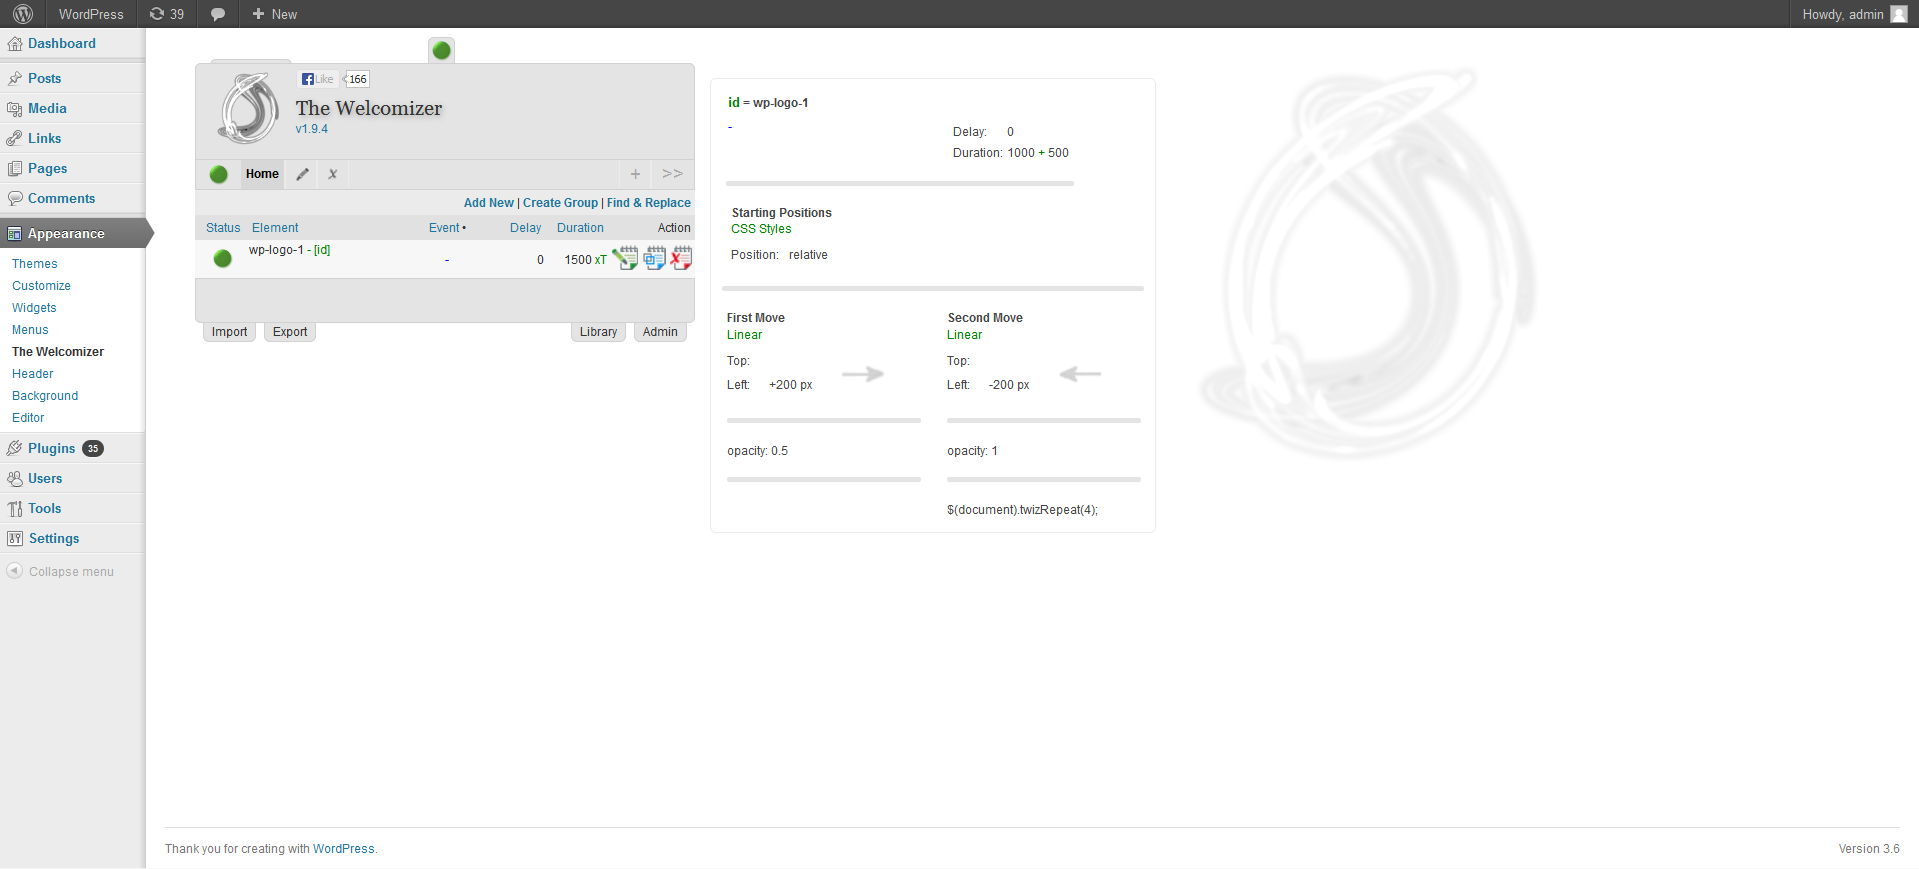 WordPress 39 New Howdy, admin
Dashboard
Posts
Media
Links
Pages
Comments
Appearance
Themes
Customize
Widgets
Menus
The Welcomizer
Header
Background
Editor
Plugins 35
Users
Tools
Settings
Collapse menu
Like 166
The Welcomizer
v1.9.4
Home x + >>
Add New | Create Group | Find & Replace
Status Element Event • Delay Duration Action
wp-logo-1 - [id] - 0 1500 xT
Import Export Library Admin
id = wp-logo-1
-
Delay: 0
Duration: 1000 + 500
Starting Positions
CSS Styles
Position: relative
First Move
Linear
Top:
Left: +200 px
opacity: 0.5
Second Move
Linear
Top:
Left: -200 px
opacity: 1
$(document).twizRepeat(4);
Thank you for creating with WordPress.
Version 3.6